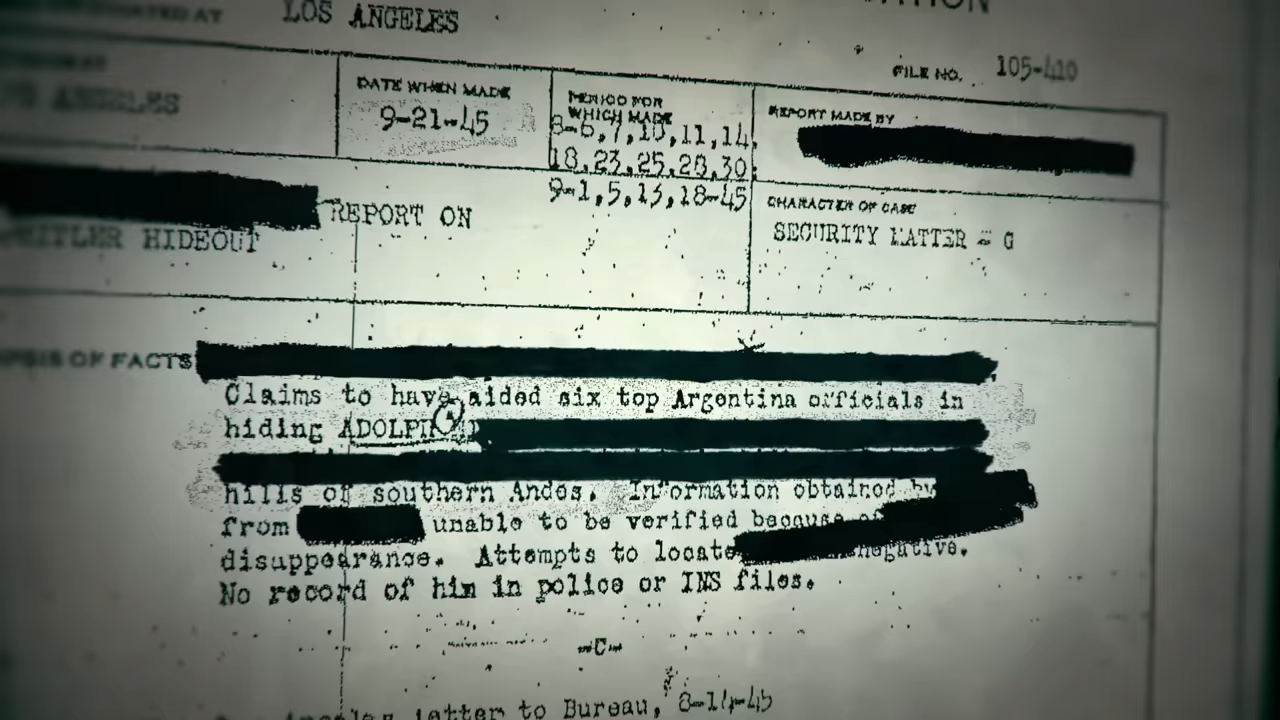 LOS ANGELES
FILE NO. 105-410
DATE WHEN MADE
9-21-45
PERIOD FOR WHICH MADE
8-6,7,10,11,14,
18,23,25,28,30;
9-1,5,13,18-45
REPORT MADE BY
ANGELES
REPORT ON
HITLER HIDEOUT
CHARACTER OF CASE
SECURITY MATTER - G
OF FACTS
Claims to have aided six top Argentina officials in
hiding ADOLPH
hills of southern Andes. Information obtained by
from unable to be verified because of
disappearance. Attempts to locate negative.
No record of him in police or INS files.
-C-
letter to Bureau, 8-14-45